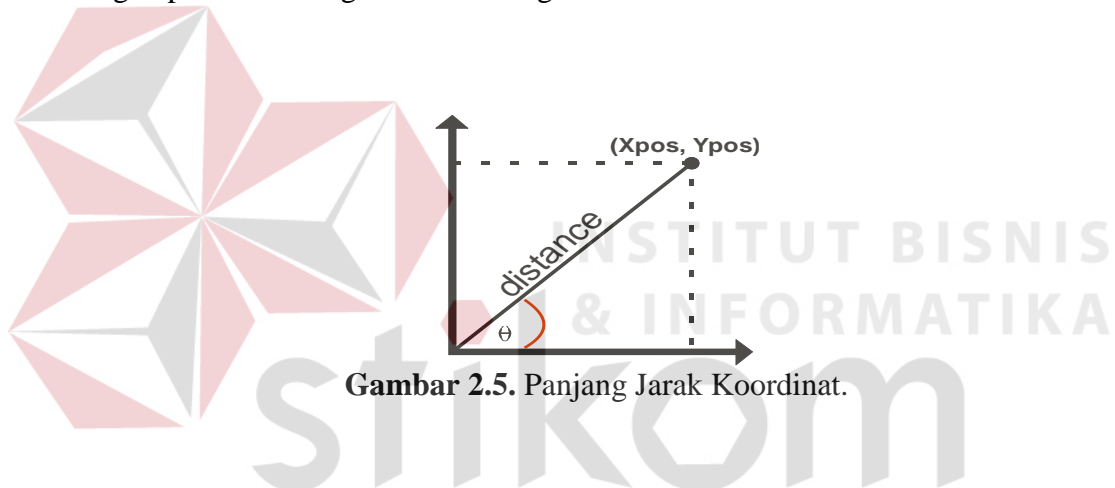 (Xpos, Ypos)
distance
INSTITUT BISNIS
& INFORMATIKA
θ
Gambar 2.5. Panjang Jarak Koordinat.
stikom